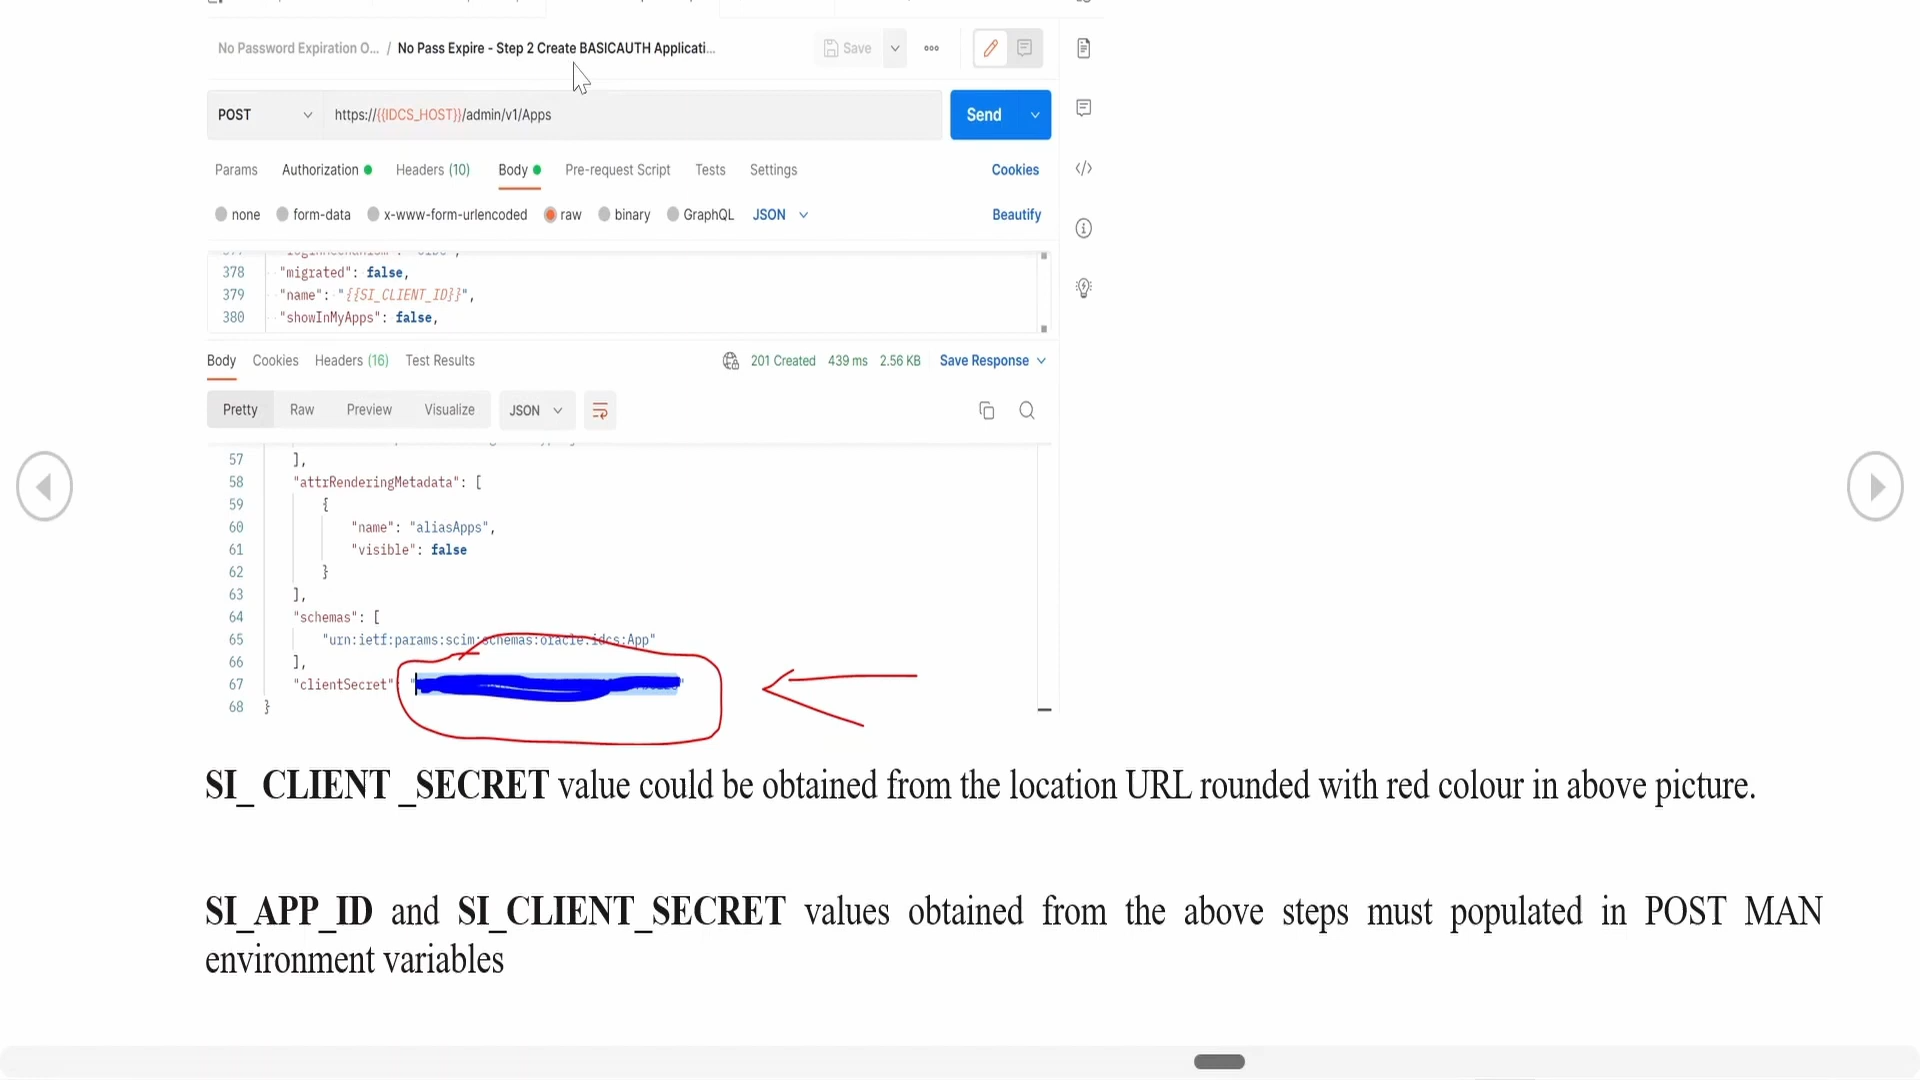 No Password Expiration O... / No Pass Expire - Step 2 Create BASICAUTH Applicati... Save
POST https://{{IDCS_HOST}}/admin/v1/Apps Send
Params Authorization Headers (10) Body Pre-request Script Tests Settings Cookies
none form-data x-www-form-urlencoded raw binary GraphQL JSON Beautify
378 "migrated": false,
379 "name": "{{SI_CLIENT_ID}}",
380 "showInMyApps": false,
Body Cookies Headers (16) Test Results 201 Created 439 ms 2.56 KB Save Response
Pretty Raw Preview Visualize JSON
57 ],
58 "attrRenderingMetadata": [
59 {
60 "name": "aliasApps",
61 "visible": false
62 }
63 ],
64 "schemas": [
65 "urn:ietf:params:scim:schemas:oracle:idcs:App"
66 ],
67 "clientSecret": "
68 }
SI_ CLIENT _SECRET value could be obtained from the location URL rounded with red colour in above picture.
SI_APP_ID and SI_CLIENT_SECRET values obtained from the above steps must populated in POST MAN
environment variables